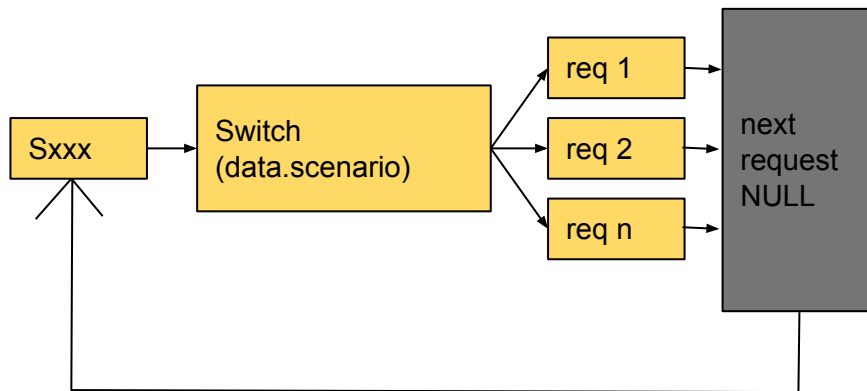 Sxxx
Switch
(data.scenario)
req 1
req 2
req n
next
request
NULL